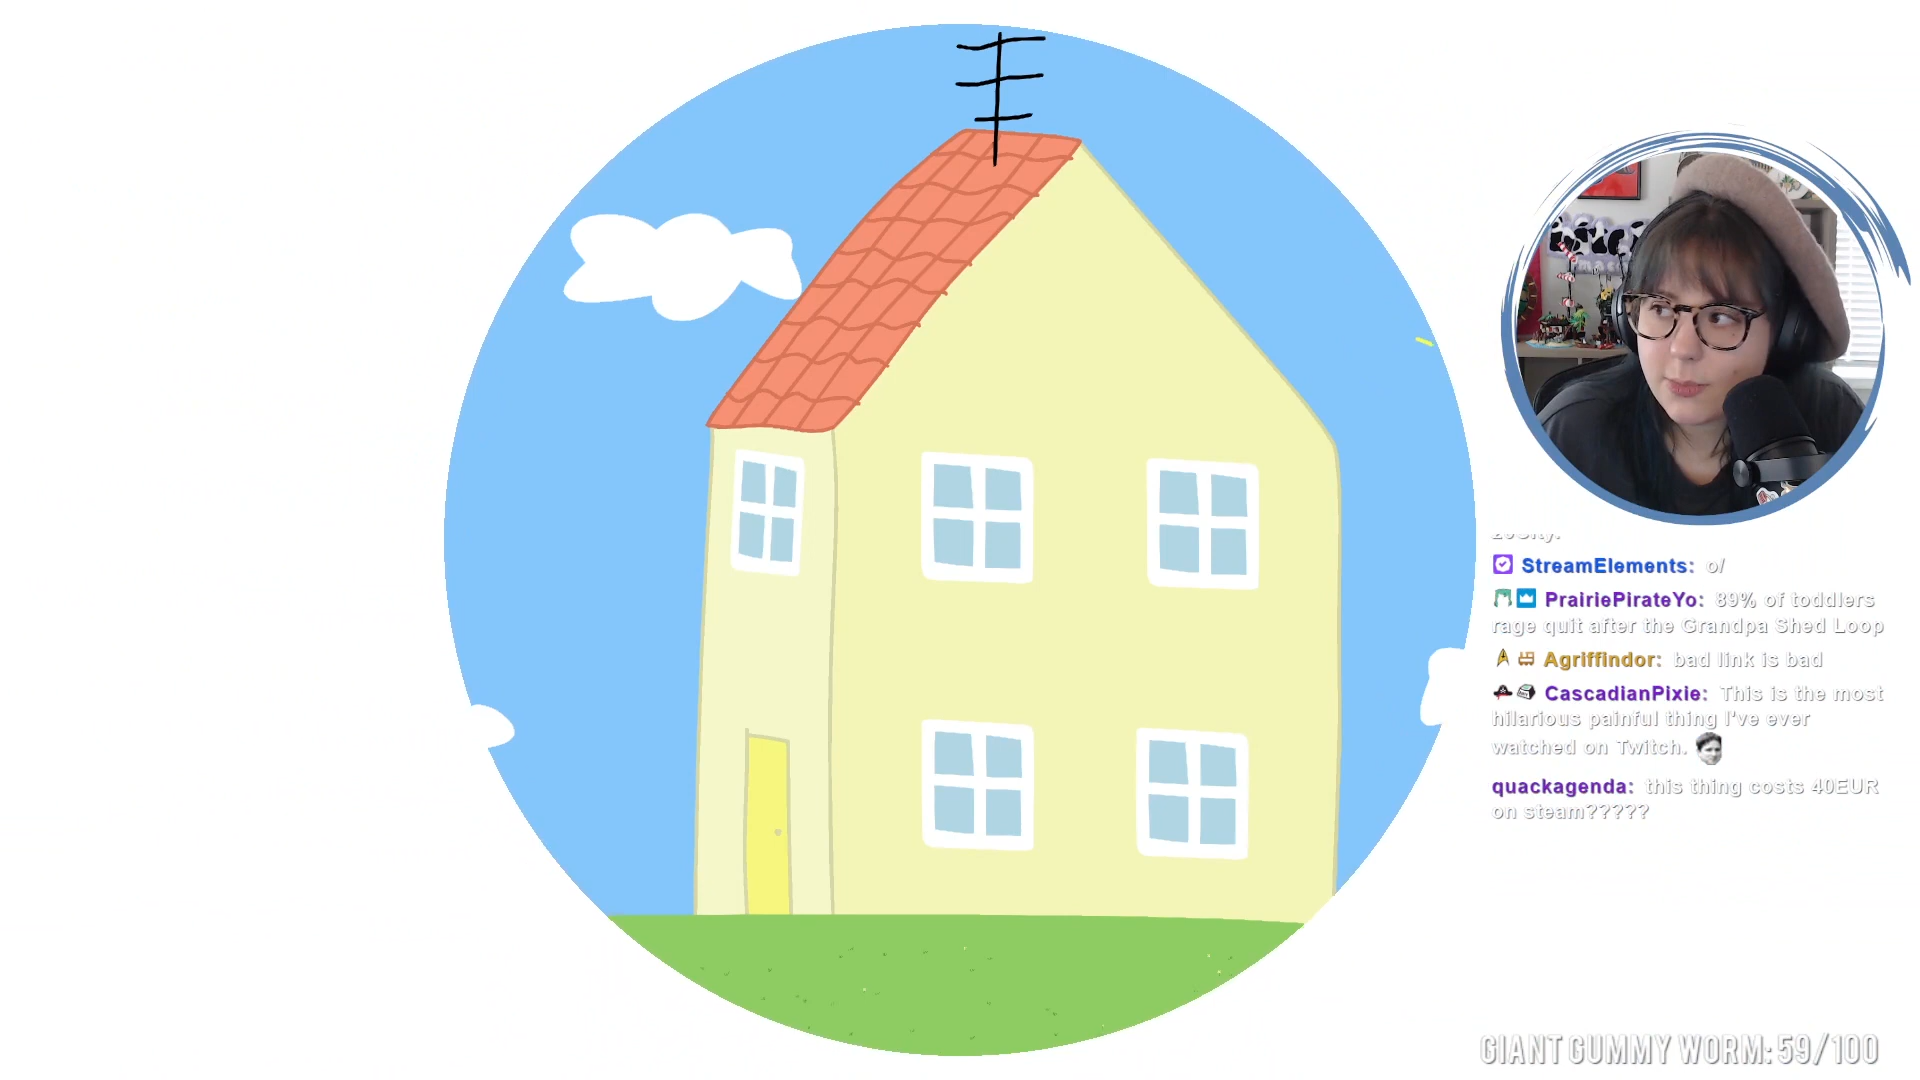 StreamElements: o/
PrairiePirateYo: 89% of toddlers
rage quit after the Grandpa Shed Loop
Agriffindor: bad link is bad
CascadianPixie: This is the most
hilarious painful thing I've ever
watched on Twitch.
quackagenda: this thing costs 40EUR
on steam?????
GIANT GUMMY WORM: 59/100